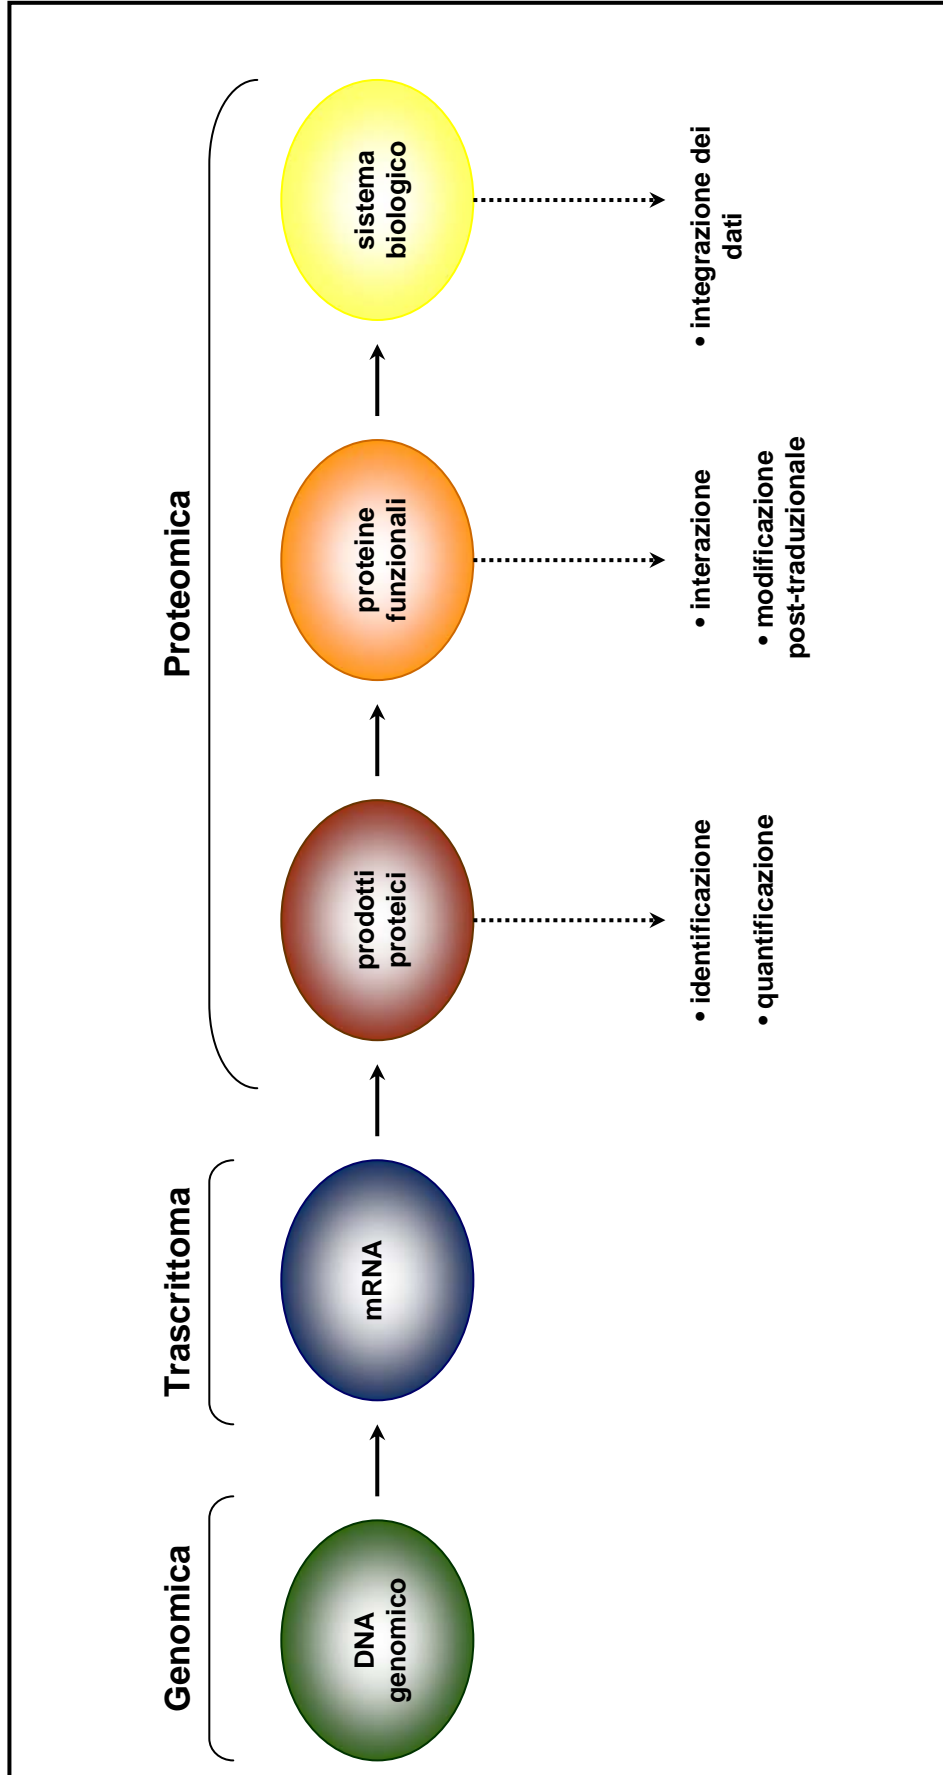 Genomica
Trascrittoma
Proteomica
DNA
genomico
mRNA
prodotti
proteici
proteine
funzionali
sistema
biologico
• identificazione
• quantificazione
• interazione
• modificazione
post-traduzionale
• integrazione dei
dati